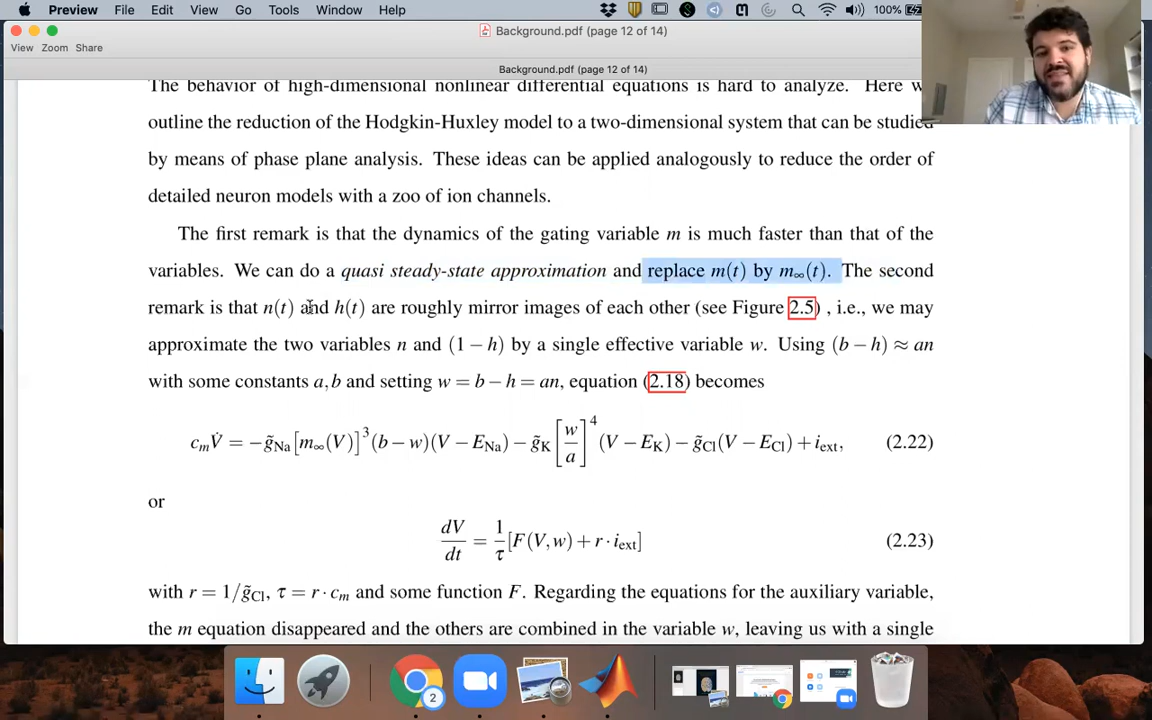 Preview File Edit View Go Tools Window Help 100%
Background.pdf (page 12 of 14)
View Zoom Share
Background.pdf (page 12 of 14)
The behavior of high-dimensional nonlinear differential equations is hard to analyze. Here w
outline the reduction of the Hodgkin-Huxley model to a two-dimensional system that can be studied
by means of phase plane analysis. These ideas can be applied analogously to reduce the order of
detailed neuron models with a zoo of ion channels.
The first remark is that the dynamics of the gating variable m is much faster than that of the
variables. We can do a quasi steady-state approximation and replace m(t) by m∞(t). The second
remark is that n(t) and h(t) are roughly mirror images of each other (see Figure 2.5) , i.e., we may
approximate the two variables n and (1 − h) by a single effective variable w. Using (b − h) ≈ an
with some constants a,b and setting w = b − h = an, equation (2.18) becomes
c_m V̇ = −g̃_Na [m∞(V)]^3 (b − w)(V − E_Na) − g̃_K [w/a]^4 (V − E_K) − g̃_Cl (V − E_Cl) + i_ext, (2.22)
or
dV/dt = 1/τ [F(V,w) + r · i_ext] (2.23)
with r = 1/g̃_Cl, τ = r · c_m and some function F. Regarding the equations for the auxiliary variable,
the m equation disappeared and the others are combined in the variable w, leaving us with a single
2